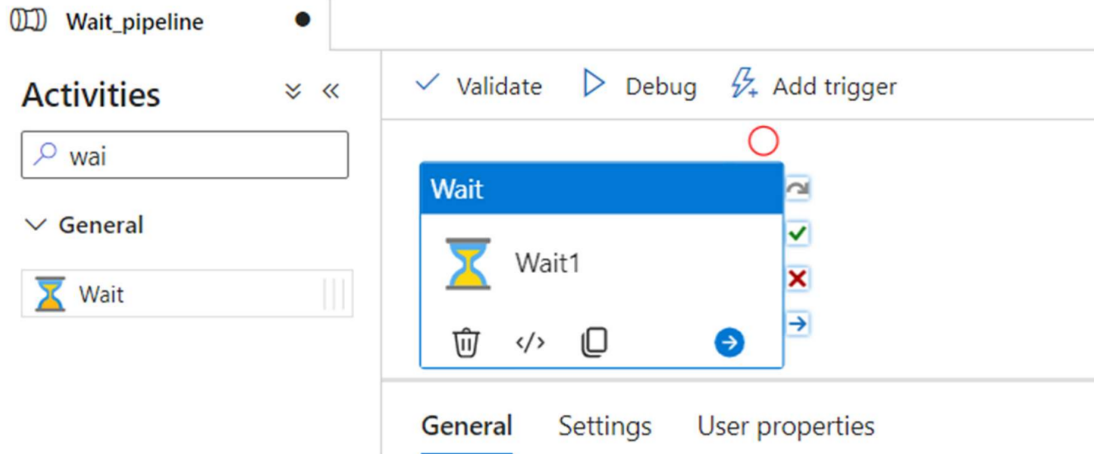 Wait_pipeline
Activities
Validate Debug Add trigger
wai
General
Wait
Wait
Wait1
</>
General Settings User properties